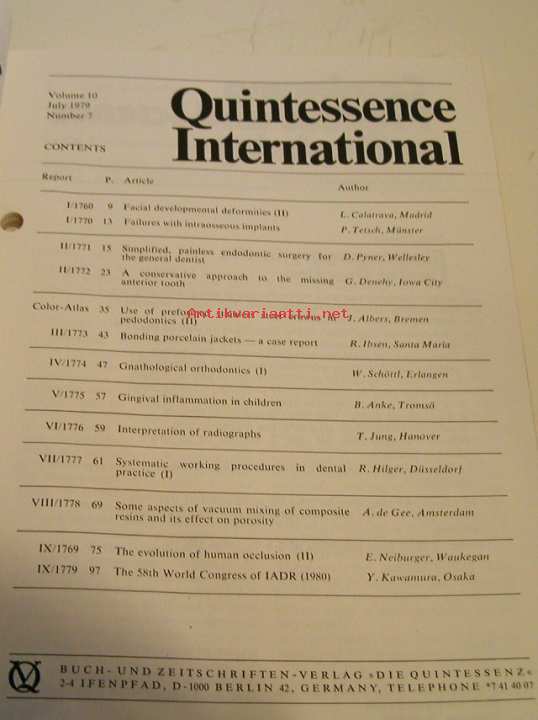 Volume 10
July 1979
Number 7
Quintessence
International
CONTENTS
Report P. Article Author
I/1760 9 Facial developmental deformities (II) L. Calatrava, Madrid
I/1770 13 Failures with intraosseous implants P. Tetsch, Münster
II/1771 15 Simplified, painless endodontic surgery for the general dentist D. Pyner, Wellesley
II/1772 23 A conservative approach to the missing anterior tooth G. Denehy, Iowa City
Color-Atlas 35 Use of in pedodontics (II) J. Albers, Bremen
Antikvariaatti.net
III/1773 43 Bonding porcelain jackets — a case report R. Ibsen, Santa Maria
IV/1774 47 Gnathological orthodontics (I) W. Schöttl, Erlangen
V/1775 57 Gingival inflammation in children B. Anke, Tromsö
VI/1776 59 Interpretation of radiographs T. Jung, Hanover
VII/1777 61 Systematic working procedures in dental practice (I) R. Hilger, Düsseldorf
VIII/1778 69 Some aspects of vacuum mixing of composite resins and its effect on porosity A. de Gee, Amsterdam
IX/1769 75 The evolution of human occlusion (II) E. Neiburger, Waukegan
IX/1779 97 The 58th World Congress of IADR (1980) Y. Kawamura, Osaka
BUCH- UND ZEITSCHRIFTEN-VERLAG »DIE QUINTESSENZ«
2-4 IFENPFAD, D-1000 BERLIN 42, GERMANY, TELEPHONE *7 41 40 07